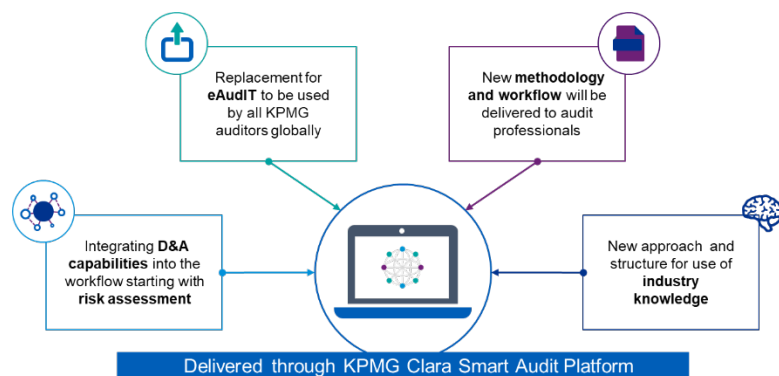 Replacement for
eAudIT to be used
by all KPMG
auditors globally
New methodology
and workflow will be
delivered to audit
professionals
Integrating D&A
capabilities into the
workflow starting with
risk assessment
New approach and
structure for use of
industry
knowledge
Delivered through KPMG Clara Smart Audit Platform